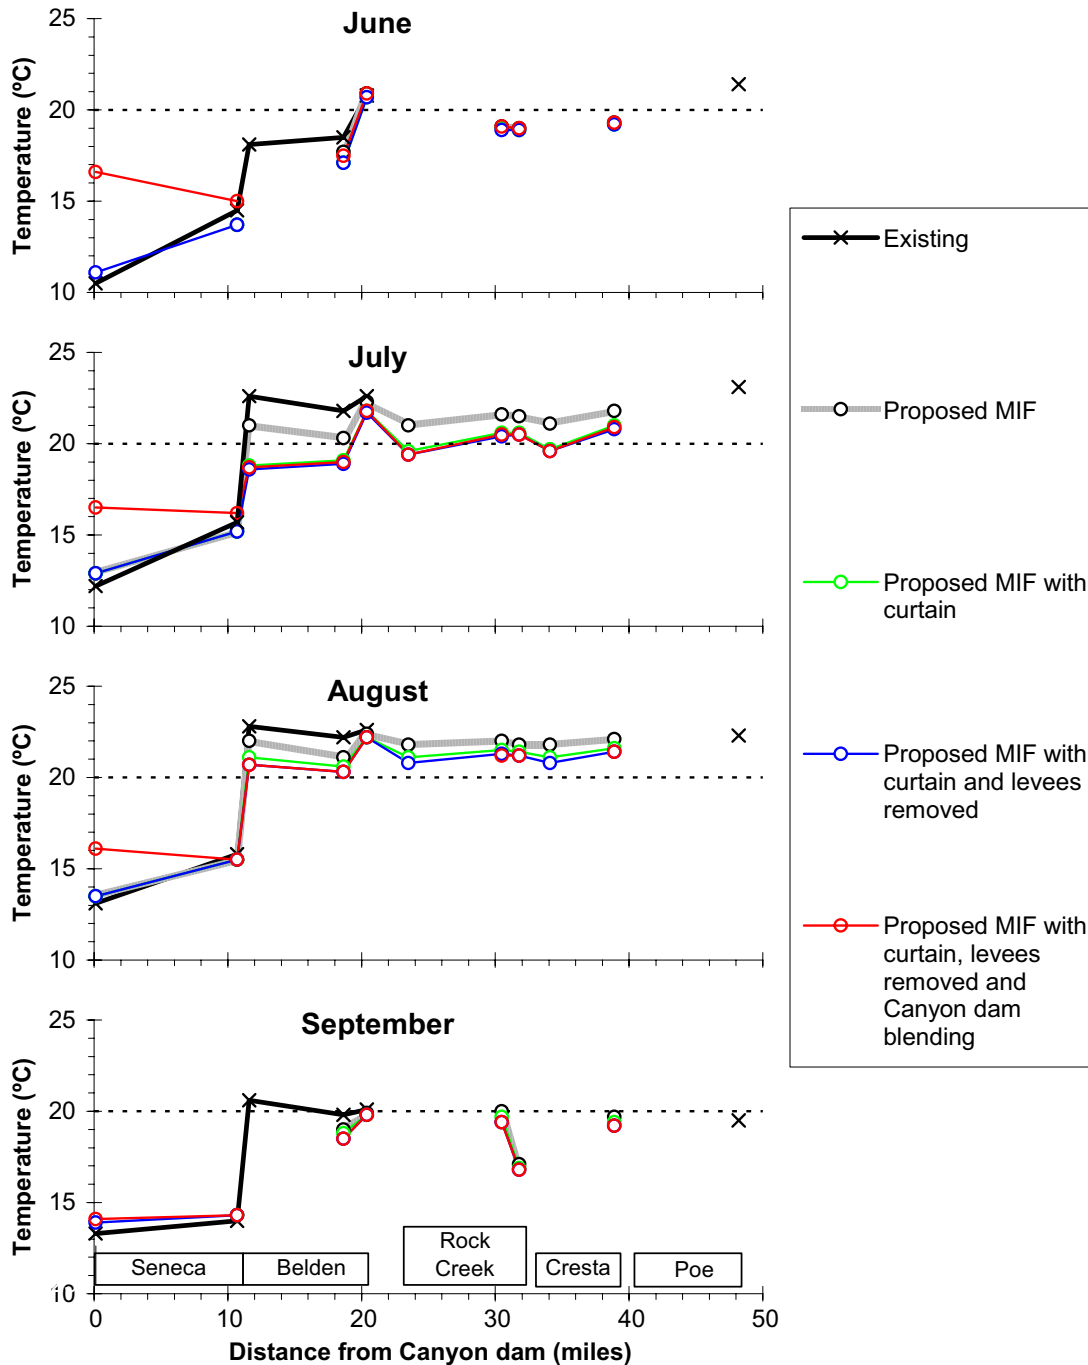 June
25
20
15
10
Temperature (ºC)
July
25
20
15
10
Temperature (ºC)
August
25
20
15
10
Temperature (ºC)
September
25
20
15
10
Temperature (ºC)
Seneca
Belden
Rock
Creek
Cresta
Poe
0 10 20 30 40 50
Distance from Canyon dam (miles)
Existing
Proposed MIF
Proposed MIF with
curtain
Proposed MIF with
curtain and levees
removed
Proposed MIF with
curtain, levees
removed and
Canyon dam
blending